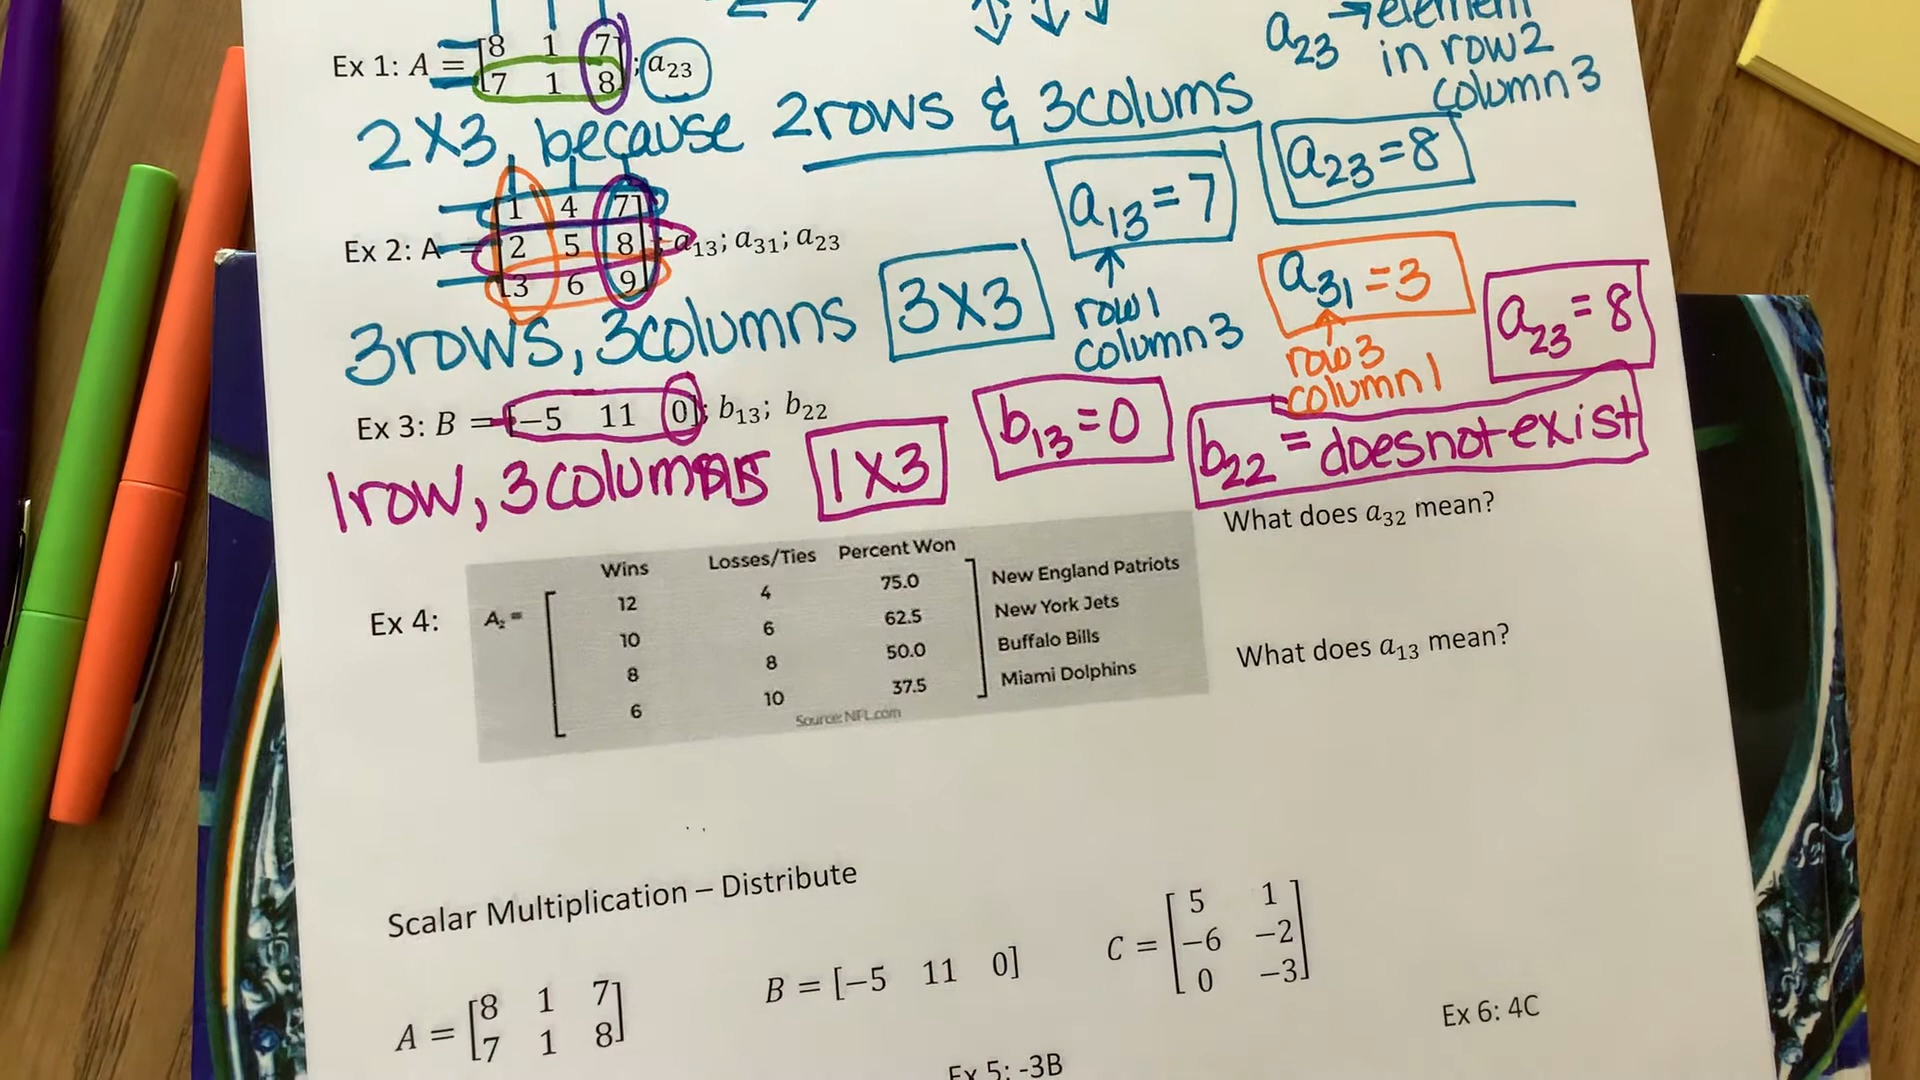 a₂₃ → element
in row 2
column 3
Ex 1: A = [8 1 7
7 1 8]; a₂₃
2X3, because 2rows & 3colums
a₂₃=8
Ex 2: A = [1 4 7
2 5 8
3 6 9]; a₁₃; a₃₁; a₂₃
3rows, 3columns
3X3
a₁₃=7
↑
row 1
column 3
a₃₁=3
↑
row 3
column 1
a₂₃=8
Ex 3: B = [−5 11 0]; b₁₃; b₂₂
1row, 3columns
1X3
b₁₃=0
b₂₂ = does not exist
Ex 4:
Wins Losses/Ties Percent Won
A₂ = [12 4 75.0 New England Patriots
10 6 62.5 New York Jets
8 8 50.0 Buffalo Bills
6 10 37.5] Miami Dolphins
Source: NFL.com
What does a₃₂ mean?
What does a₁₃ mean?
Scalar Multiplication – Distribute
A = [8 1 7
7 1 8]
B = [−5 11 0]
C = [5 1
−6 −2
0 −3]
Ex 5: -3B
Ex 6: 4C